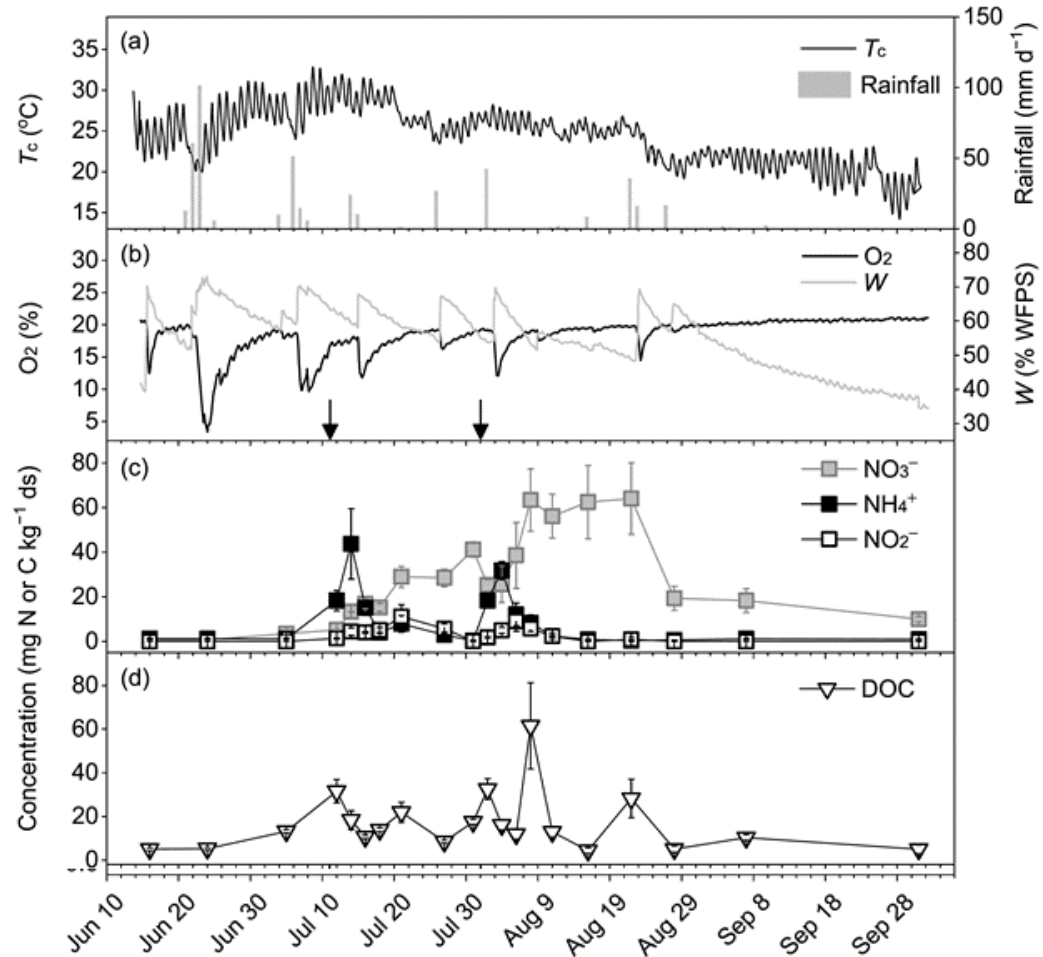 (a)
Tc
Rainfall
35
30
25
20
15
Tc (°C)
150
100
50
0
Rainfall (mm d⁻¹)
(b)
O₂
W
30
25
20
15
10
5
O₂ (%)
80
70
60
50
40
30
W (% WFPS)
(c)
NO₃⁻
NH₄⁺
NO₂⁻
80
60
40
20
0
Concentration (mg N or C kg⁻¹ ds)
(d)
DOC
80
60
40
20
0
Jun 10 Jun 20 Jun 30 Jul 10 Jul 20 Jul 30 Aug 9 Aug 19 Aug 29 Sep 8 Sep 18 Sep 28